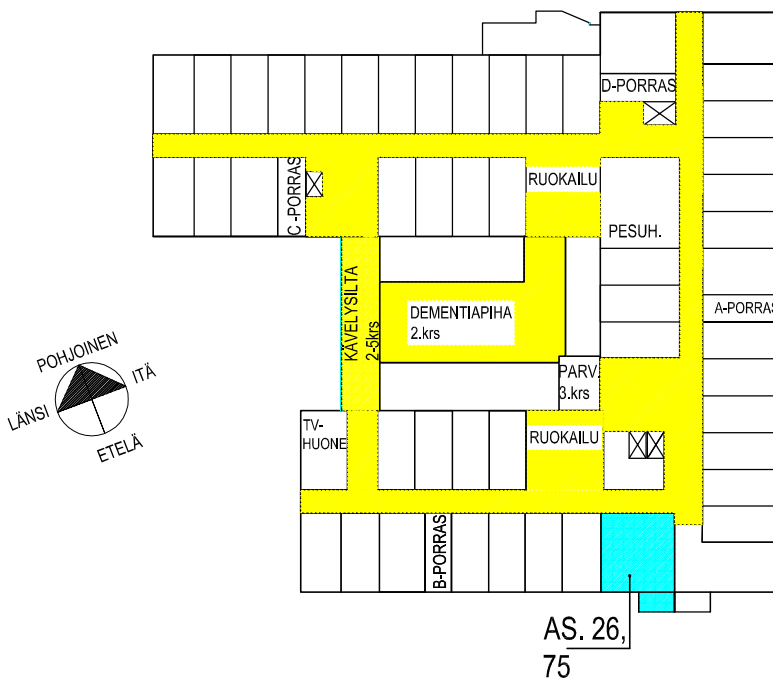 D-PORRAS
C -PORRAS
RUOKAILU
PESUH.
KÄVELYSILTA
2-5krs
DEMENTIAPIHA
2.krs
A-PORRAS
POHJOINEN
ITÄ
LÄNSI
ETELÄ
PARV.
3.krs
TV-
HUONE
RUOKAILU
B-PORRAS
AS. 26,
75